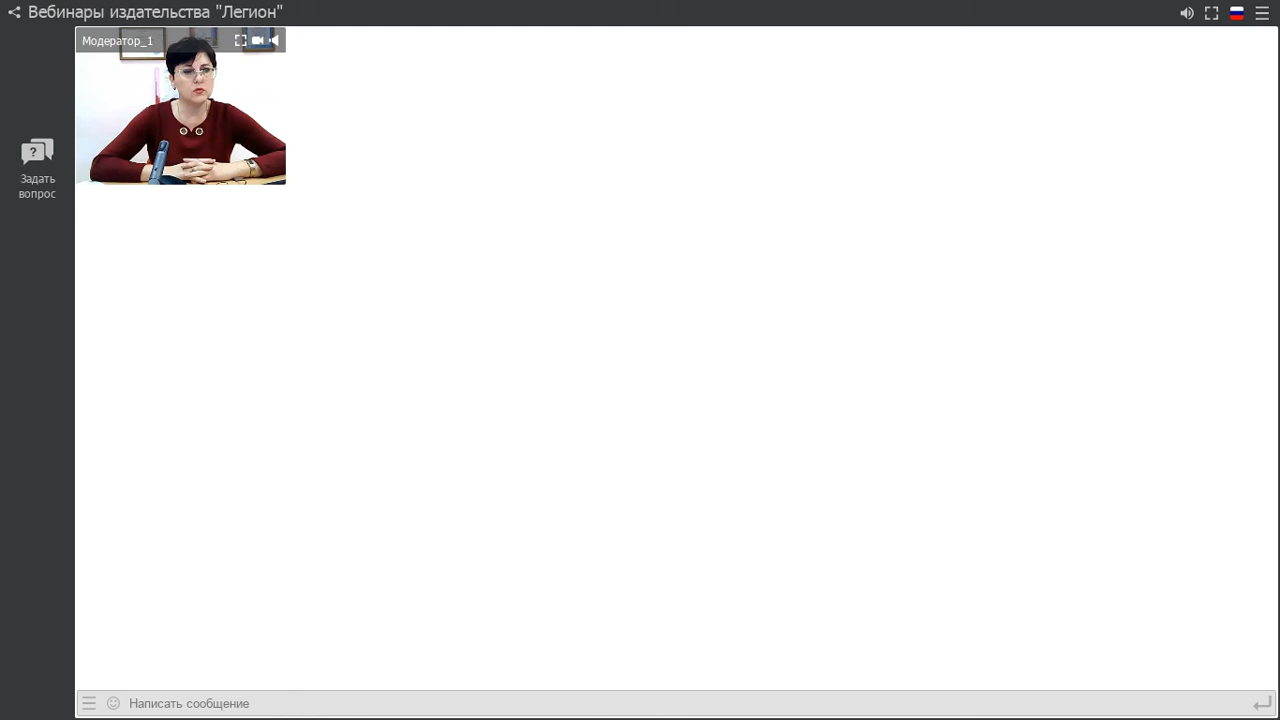 Вебинары издательства "Легион"
Модератор_1
Задать
вопрос
Написать сообщение